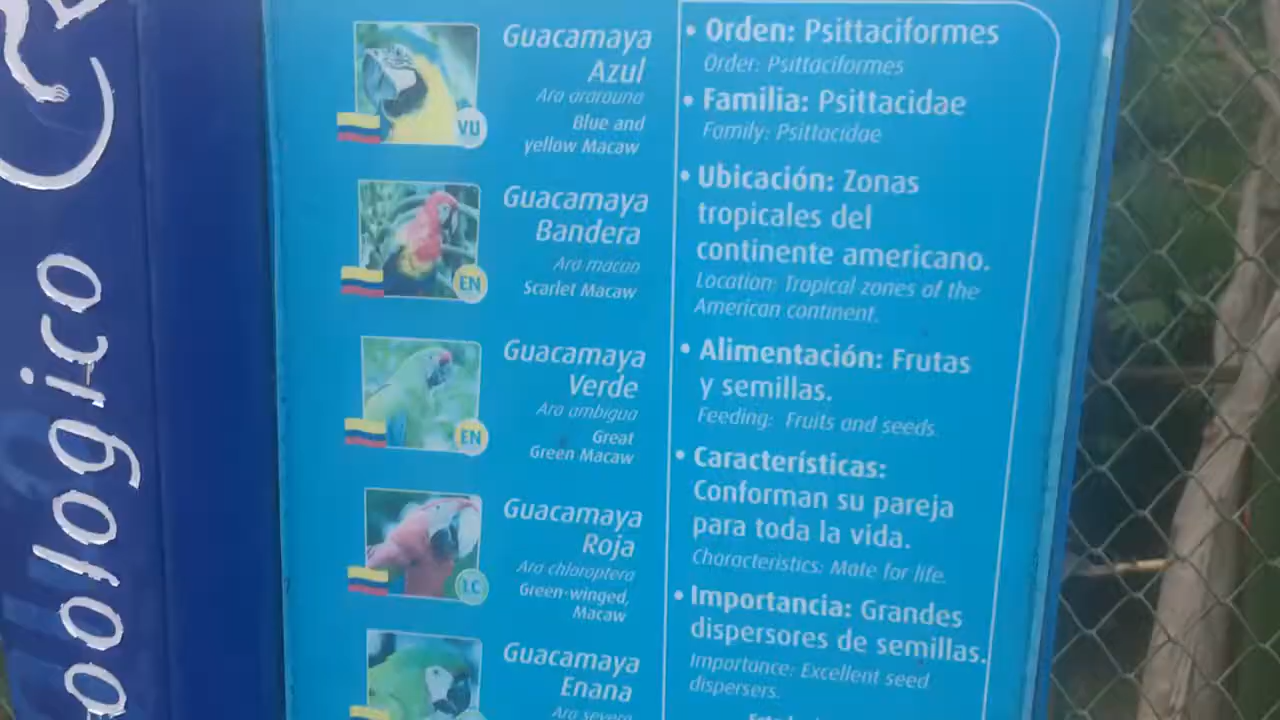 oologico
Guacamaya
Azul
Ara ararauna
Blue and
yellow Macaw
VU
Guacamaya
Bandera
Ara macao
Scarlet Macaw
EN
Guacamaya
Verde
Ara ambigua
Great
Green Macaw
EN
Guacamaya
Roja
Ara chloroptera
Green-winged,
Macaw
LC
Guacamaya
Enana
Ara severa
• Orden: Psittaciformes
Order: Psittaciformes
• Familia: Psittacidae
Family: Psittacidae
• Ubicación: Zonas
tropicales del
continente americano.
Location: Tropical zones of the
American continent.
• Alimentación: Frutas
y semillas.
Feeding: Fruits and seeds.
• Características:
Conforman su pareja
para toda la vida.
Characteristics: Mate for life.
• Importancia: Grandes
dispersores de semillas.
Importance: Excellent seed
dispersers.